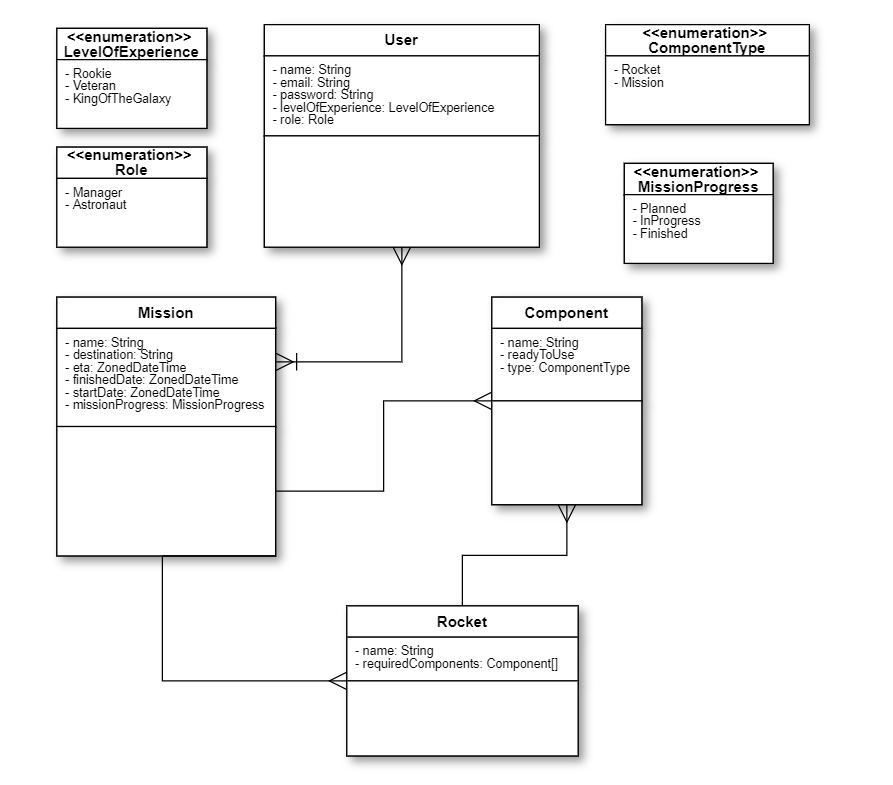 <<enumeration>>
LevelOfExperience
- Rookie
- Veteran
- KingOfTheGalaxy
<<enumeration>>
Role
- Manager
- Astronaut
User
- name: String
- email: String
- password: String
- levelOfExperience: LevelOfExperience
- role: Role
<<enumeration>>
ComponentType
- Rocket
- Mission
<<enumeration>>
MissionProgress
- Planned
- InProgress
- Finished
Mission
- name: String
- destination: String
- eta: ZonedDateTime
- finishedDate: ZonedDateTime
- startDate: ZonedDateTime
- missionProgress: MissionProgress
Component
- name: String
- readyToUse
- type: ComponentType
Rocket
- name: String
- requiredComponents: Component[]